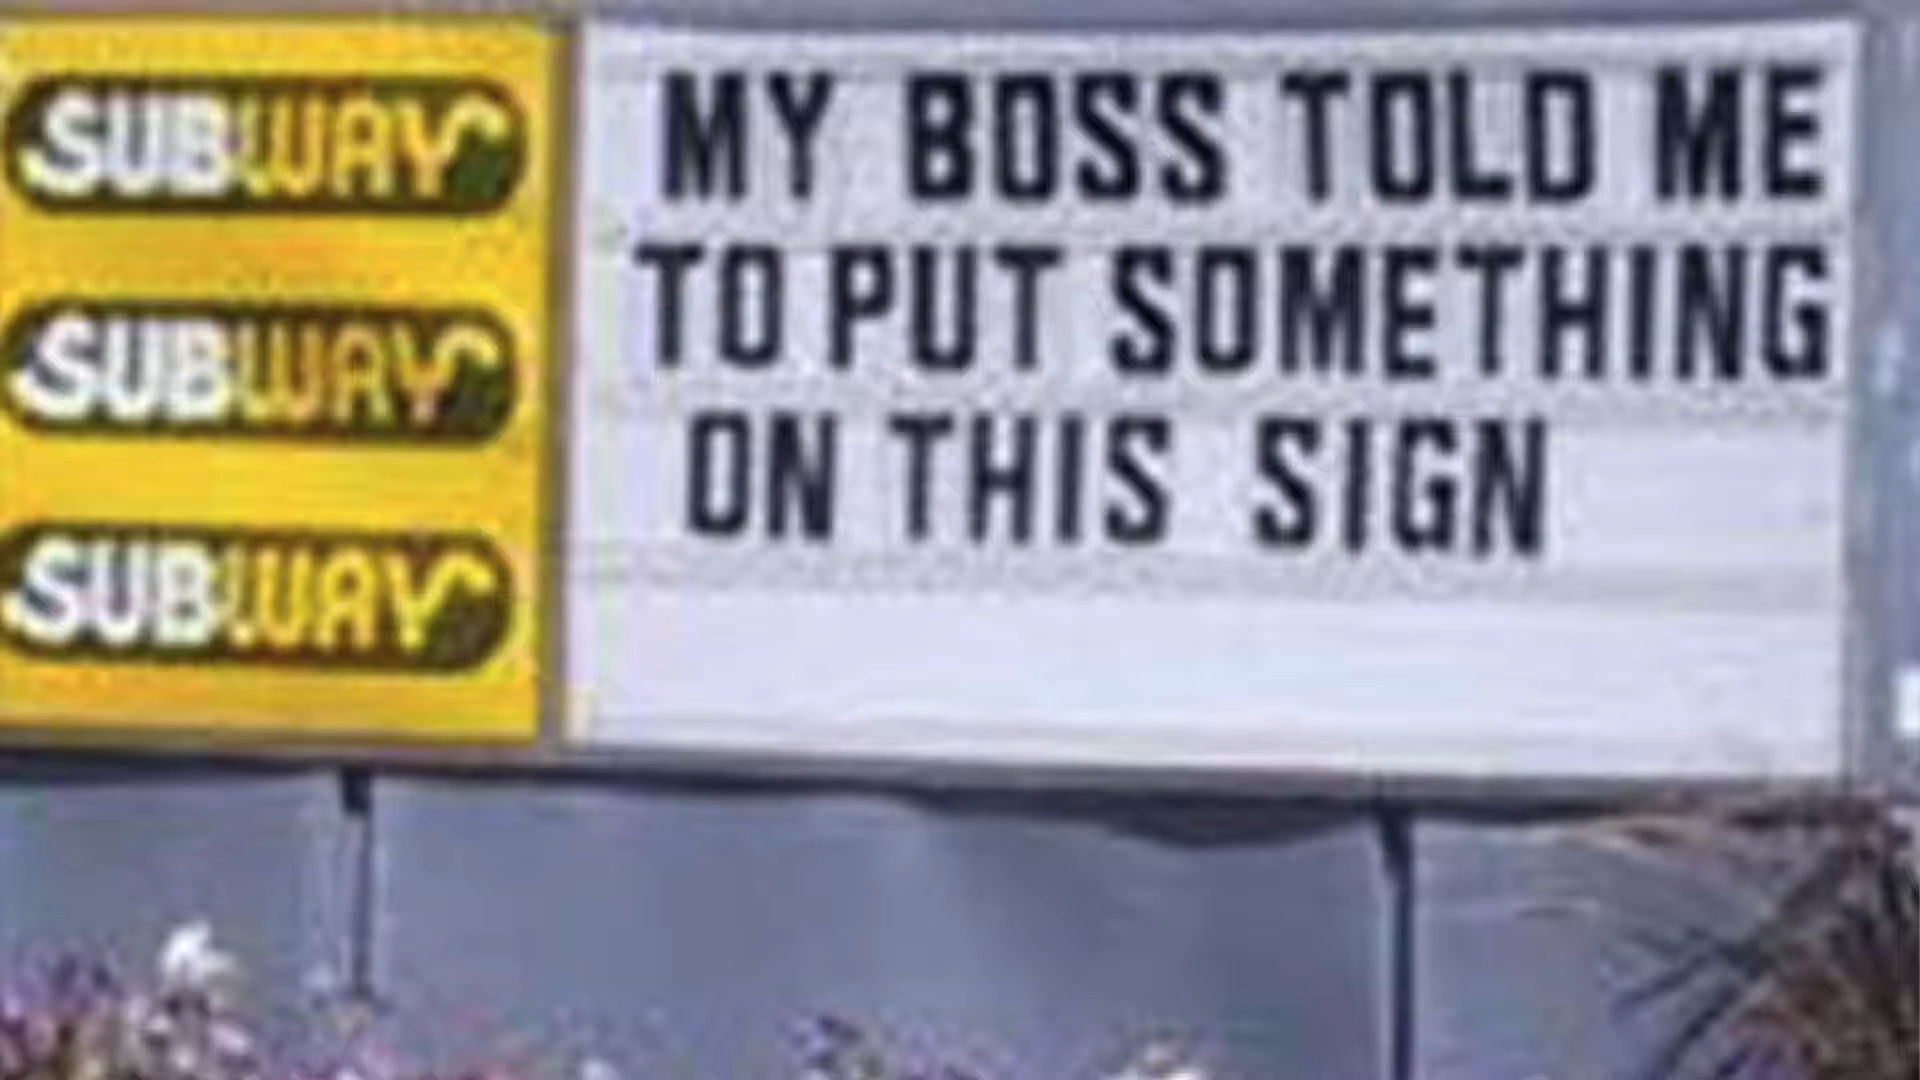 SUBWAY
SUBWAY
SUBWAY
MY BOSS TOLD ME
TO PUT SOMETHING
ON THIS SIGN